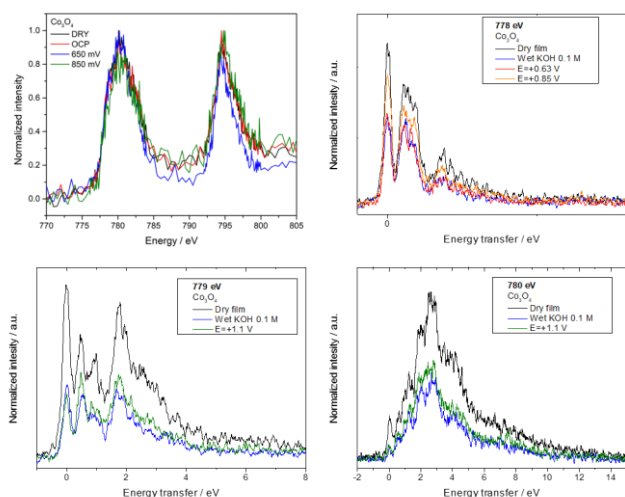 Co3O4
DRY
OCP
650 mV
850 mV
Normalized intensity
1.0
0.8
0.6
0.4
0.2
0.0
770 775 780 785 790 795 800 805
Energy / eV
778 eV
Co3O4
Dry film
Wet KOH 0.1 M
E=+0.63 V
E=+0.85 V
Normalized intesity / a.u.
0
Energy transfer / eV
779 eV
Co3O4
Dry film
Wet KOH 0.1 M
E=+1.1 V
Normalized intesity / a.u.
0 2 4 6 8
Energy transfer / eV
780 eV
Co3O4
Dry film
Wet KOH 0.1 M
E=+1.1 V
Normalized intesity / a.u.
-2 0 2 4 6 8 10 12 14
Energy transfer / eV